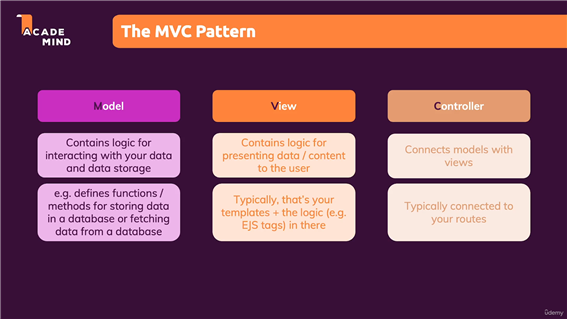 ACADE
MIND
The MVC Pattern
Model
Contains logic for
interacting with your data
and data storage
e.g. defines functions /
methods for storing data
in a database or fetching
data from a database
View
Contains logic for
presenting data / content
to the user
Typically, that's your
templates + the logic (e.g.
EJS tags) in there
Controller
Connects models with
views
Typically connected to
your routes
ûdemy